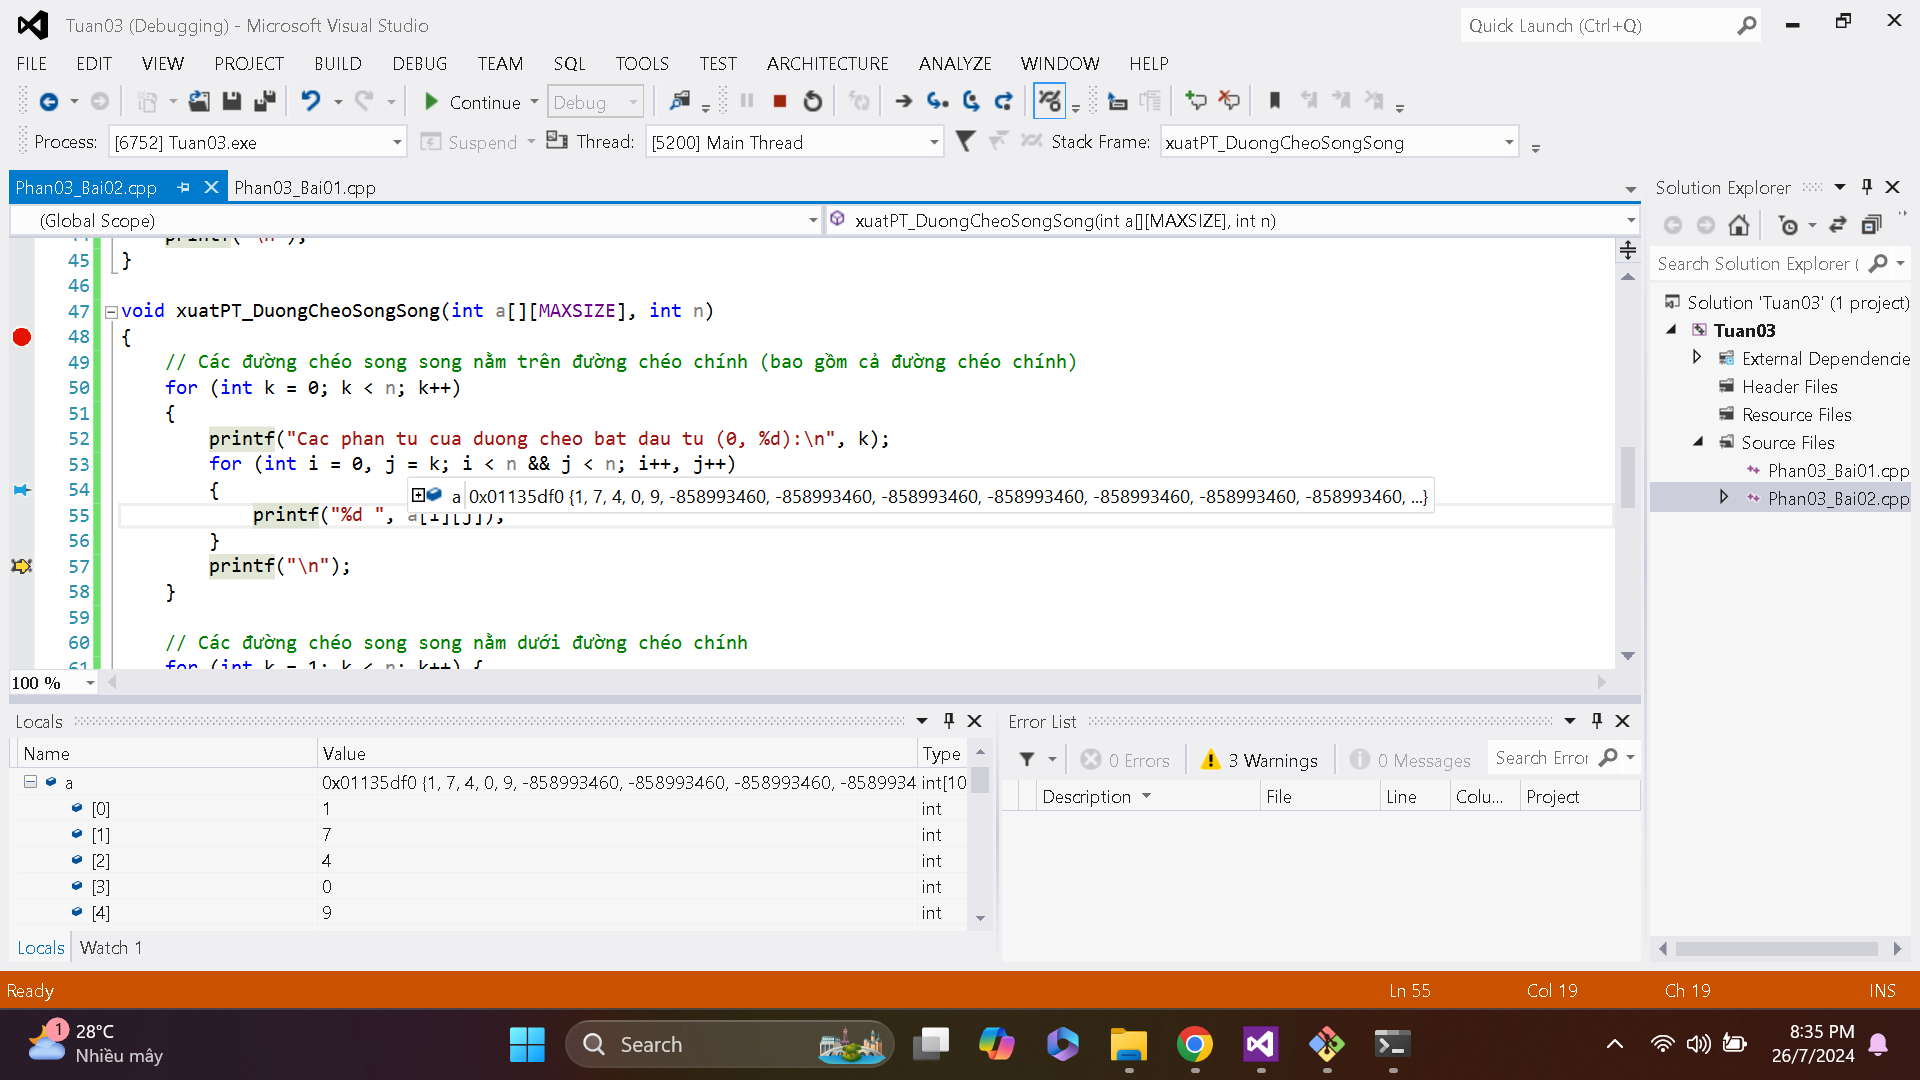 Tuan03 (Debugging) - Microsoft Visual Studio
Quick Launch (Ctrl+Q)
FILE EDIT VIEW PROJECT BUILD DEBUG TEAM SQL TOOLS TEST ARCHITECTURE ANALYZE WINDOW HELP
Continue Debug
Process: [6752] Tuan03.exe Suspend Thread: [5200] Main Thread Stack Frame: xuatPT_DuongCheoSongSong
Phan03_Bai02.cpp Phan03_Bai01.cpp
(Global Scope) xuatPT_DuongCheoSongSong(int a[][MAXSIZE], int n)
44 printf("\n");
45 }
46
47 void xuatPT_DuongCheoSongSong(int a[][MAXSIZE], int n)
48 {
49 // Các đường chéo song song nằm trên đường chéo chính (bao gồm cả đường chéo chính)
50 for (int k = 0; k < n; k++)
51 {
52 printf("Cac phan tu cua duong cheo bat dau tu (0, %d):\n", k);
53 for (int i = 0, j = k; i < n && j < n; i++, j++)
54 {
a 0x01135df0 {1, 7, 4, 0, 9, -858993460, -858993460, -858993460, -858993460, -858993460, -858993460, -858993460, ...}
55 printf("%d ", a[i][j]);
56 }
57 printf("\n");
58 }
59
60 // Các đường chéo song song nằm dưới đường chéo chính
61 for (int k = 1; k < n; k++) {
100 %
Solution Explorer
Search Solution Explorer (
Solution 'Tuan03' (1 project)
Tuan03
External Dependencie
Header Files
Resource Files
Source Files
Phan03_Bai01.cpp
Phan03_Bai02.cpp
Locals
Name Value Type
a 0x01135df0 {1, 7, 4, 0, 9, -858993460, -858993460, -858993460, -8589934 int[10
[0] 1 int
[1] 7 int
[2] 4 int
[3] 0 int
[4] 9 int
Locals Watch 1
Error List
0 Errors 3 Warnings 0 Messages Search Error
Description File Line Colu... Project
Ready Ln 55 Col 19 Ch 19 INS
1
28°C
Nhiều mây
Search
8:35 PM
26/7/2024